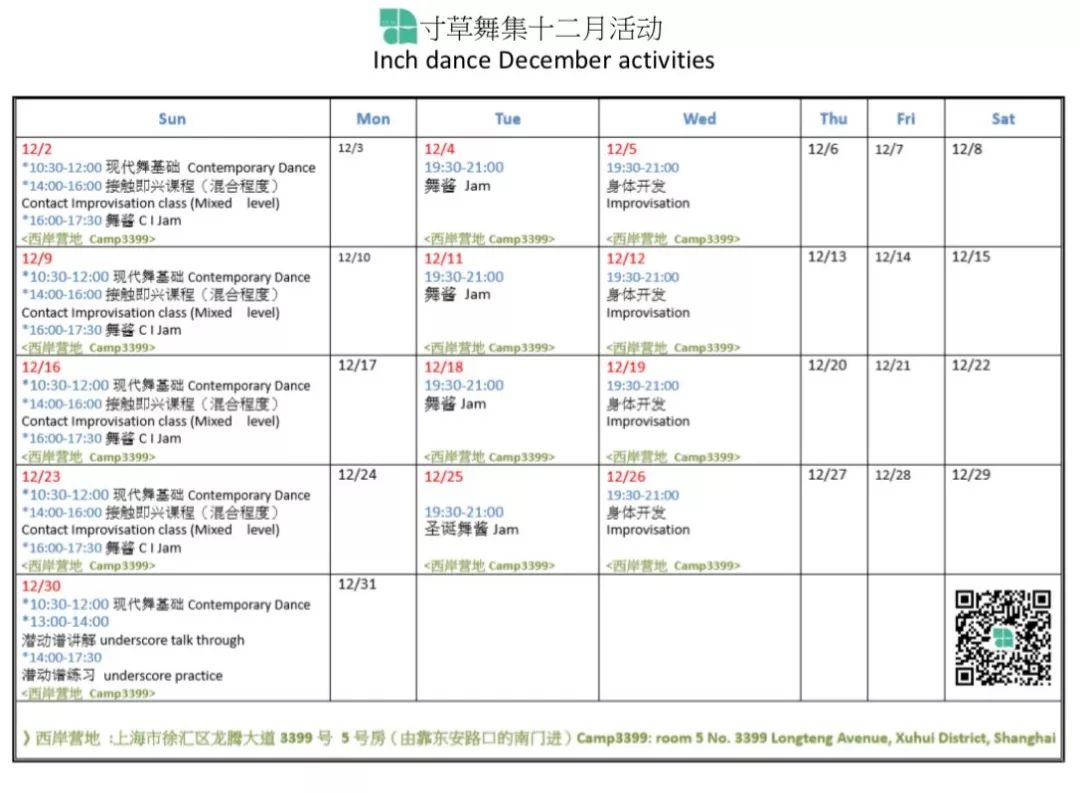 寸草舞集十二月活动
Inch dance December activities
Sun Mon Tue Wed Thu Fri Sat
12/2
*10:30-12:00 现代舞基础 Contemporary Dance
*14:00-16:00 接触即兴课程（混合程度）
Contact Improvisation class (Mixed level)
*16:00-17:30 舞酱 C I Jam
<西岸营地 Camp3399>
12/3
12/4
19:30-21:00
舞酱 Jam
<西岸营地 Camp3399>
12/5
19:30-21:00
身体开发
Improvisation
<西岸营地 Camp3399>
12/6
12/7
12/8
12/9
*10:30-12:00 现代舞基础 Contemporary Dance
*14:00-16:00 接触即兴课程（混合程度）
Contact Improvisation class (Mixed level)
*16:00-17:30 舞酱 C I Jam
<西岸营地 Camp3399>
12/10
12/11
19:30-21:00
舞酱 Jam
<西岸营地 Camp3399>
12/12
19:30-21:00
身体开发
Improvisation
<西岸营地 Camp3399>
12/13
12/14
12/15
12/16
*10:30-12:00 现代舞基础 Contemporary Dance
*14:00-16:00 接触即兴课程（混合程度）
Contact Improvisation class (Mixed level)
*16:00-17:30 舞酱 C I Jam
<西岸营地 Camp3399>
12/17
12/18
19:30-21:00
舞酱 Jam
<西岸营地 Camp3399>
12/19
19:30-21:00
身体开发
Improvisation
<西岸营地 Camp3399>
12/20
12/21
12/22
12/23
*10:30-12:00 现代舞基础 Contemporary Dance
*14:00-16:00 接触即兴课程（混合程度）
Contact Improvisation class (Mixed level)
*16:00-17:30 舞酱 C I Jam
<西岸营地 Camp3399>
12/24
12/25
19:30-21:00
圣诞舞酱 Jam
<西岸营地 Camp3399>
12/26
19:30-21:00
身体开发
Improvisation
<西岸营地 Camp3399>
12/27
12/28
12/29
12/30
*10:30-12:00 现代舞基础 Contemporary Dance
*13:00-14:00
潜动谱讲解 underscore talk through
*14:00-17:30
潜动谱练习 underscore practice
<西岸营地 Camp3399>
12/31
》西岸营地 :上海市徐汇区龙腾大道 3399 号 5 号房（由靠东安路口的南门进）Camp3399: room 5 No. 3399 Longteng Avenue, Xuhui District, Shanghai